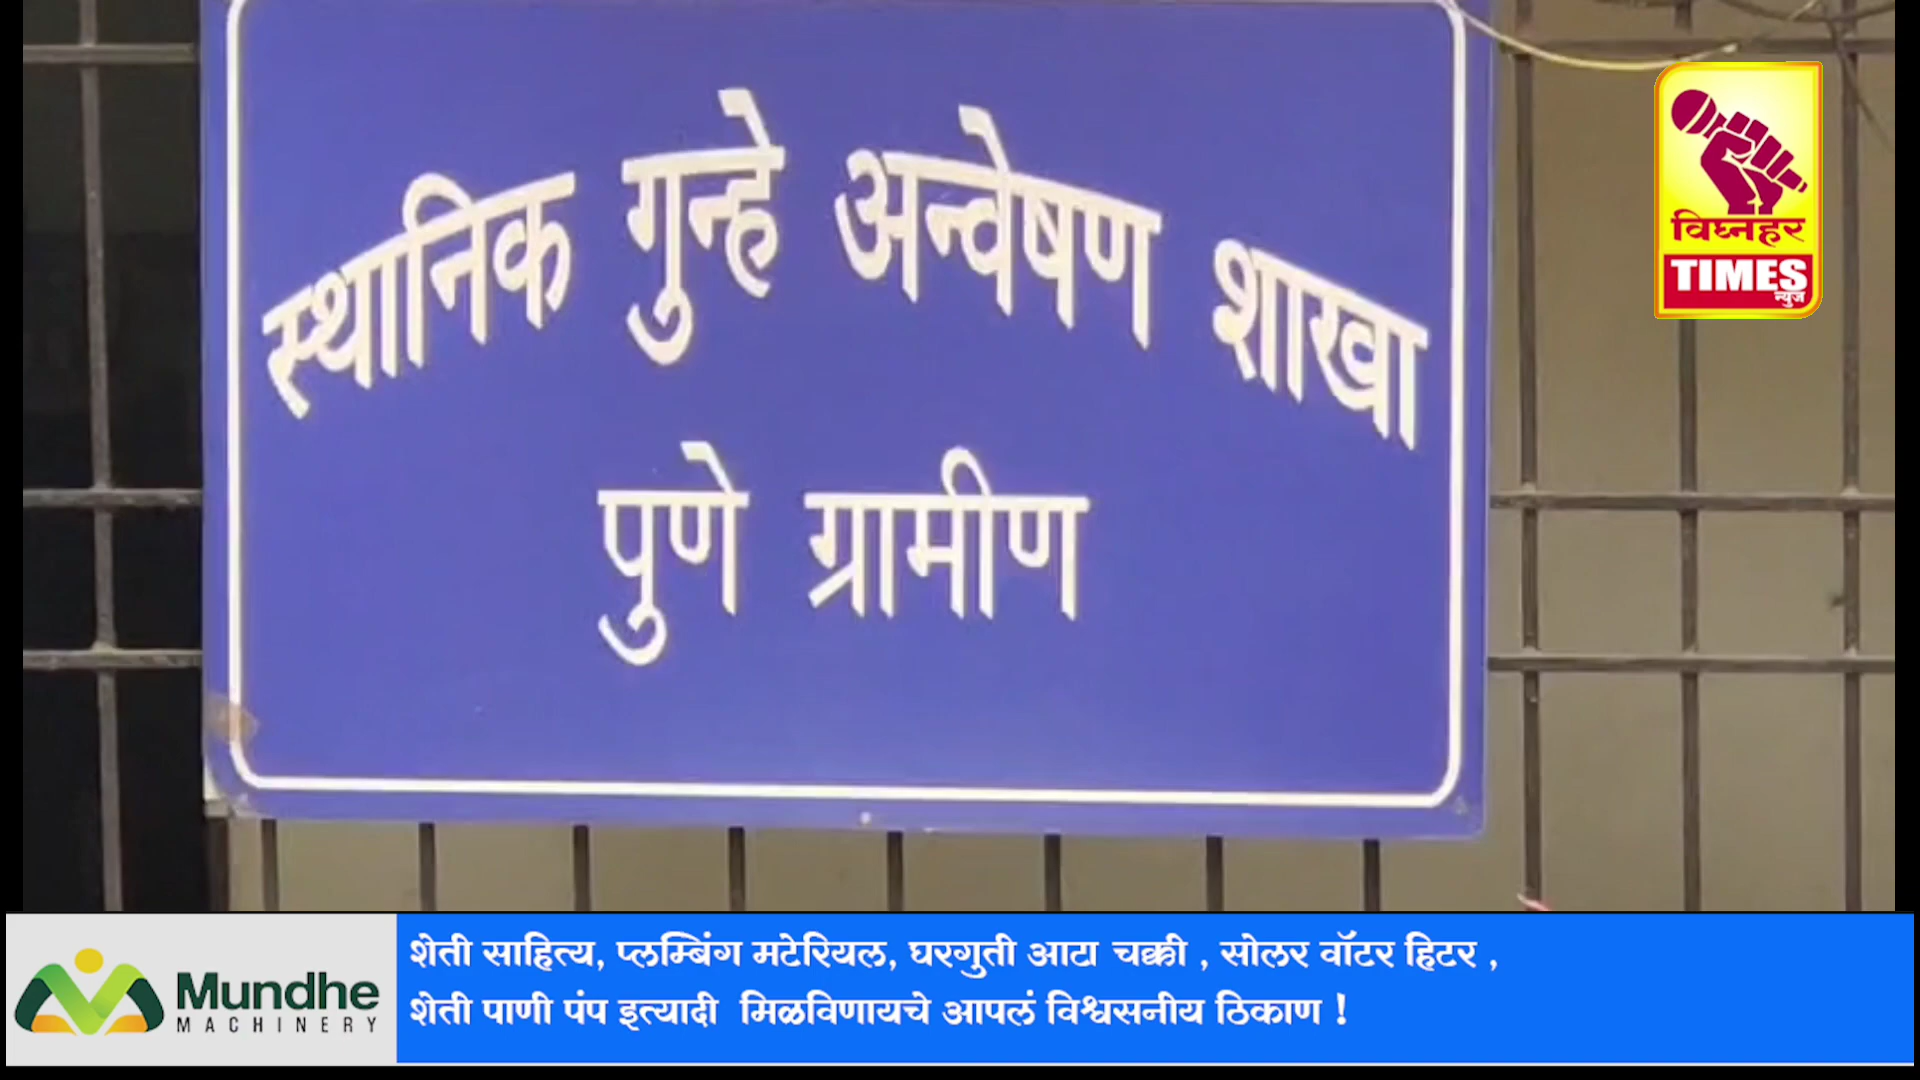 स्थानिक गुन्हे अन्वेषण शाखा
पुणे ग्रामीण
विघ्नहर
TIMES
न्युज
Mundhe
MACHINERY
शेती साहित्य, प्लम्बिंग मटेरियल, घरगुती आटा चक्की , सोलर वॉटर हिटर ,
शेती पाणी पंप इत्यादी मिळविणायचे आपलं विश्वसनीय ठिकाण !